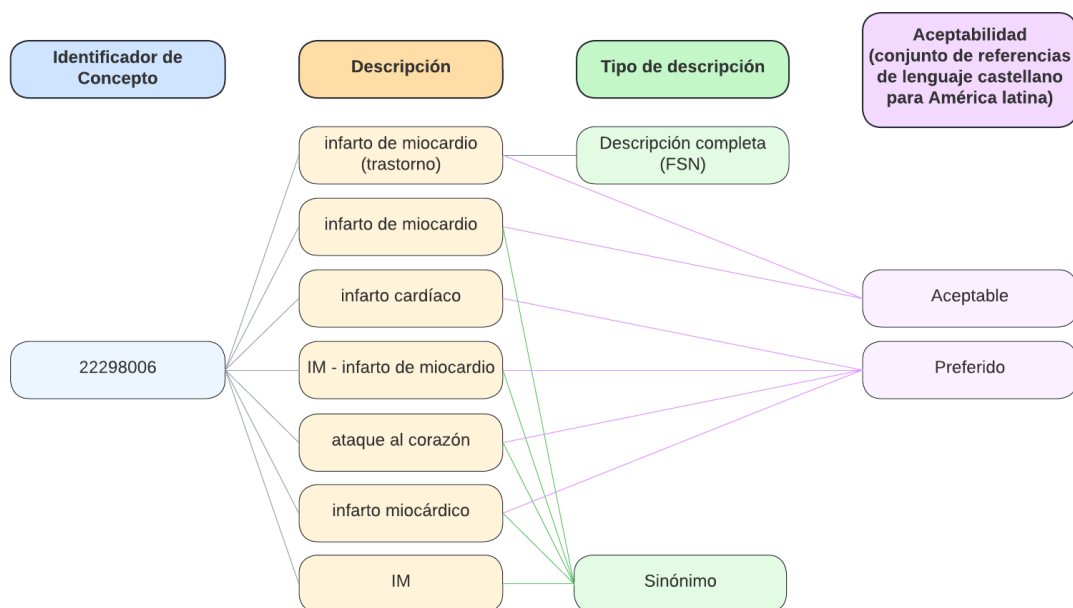 Identificador de
Concepto
Descripción
Tipo de descripción
Aceptabilidad
(conjunto de referencias
de lenguaje castellano
para América latina)
infarto de miocardio
(trastorno)
Descripción completa
(FSN)
infarto de miocardio
infarto cardíaco
Aceptable
22298006
IM - infarto de miocardio
Preferido
ataque al corazón
infarto miocárdico
IM
Sinónimo